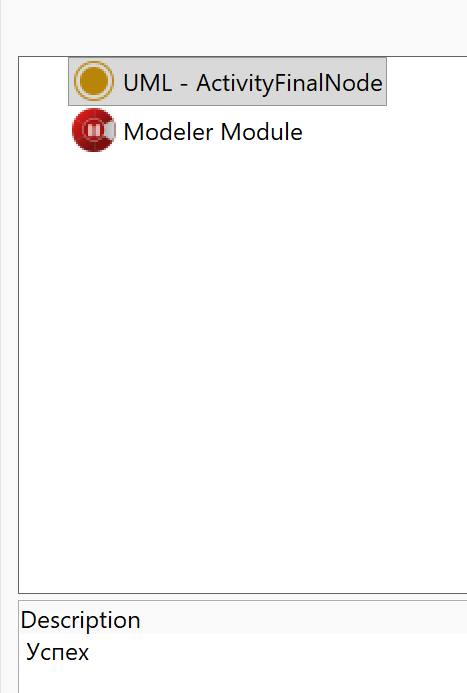 UML - ActivityFinalNode
Modeler Module
Description
Успех